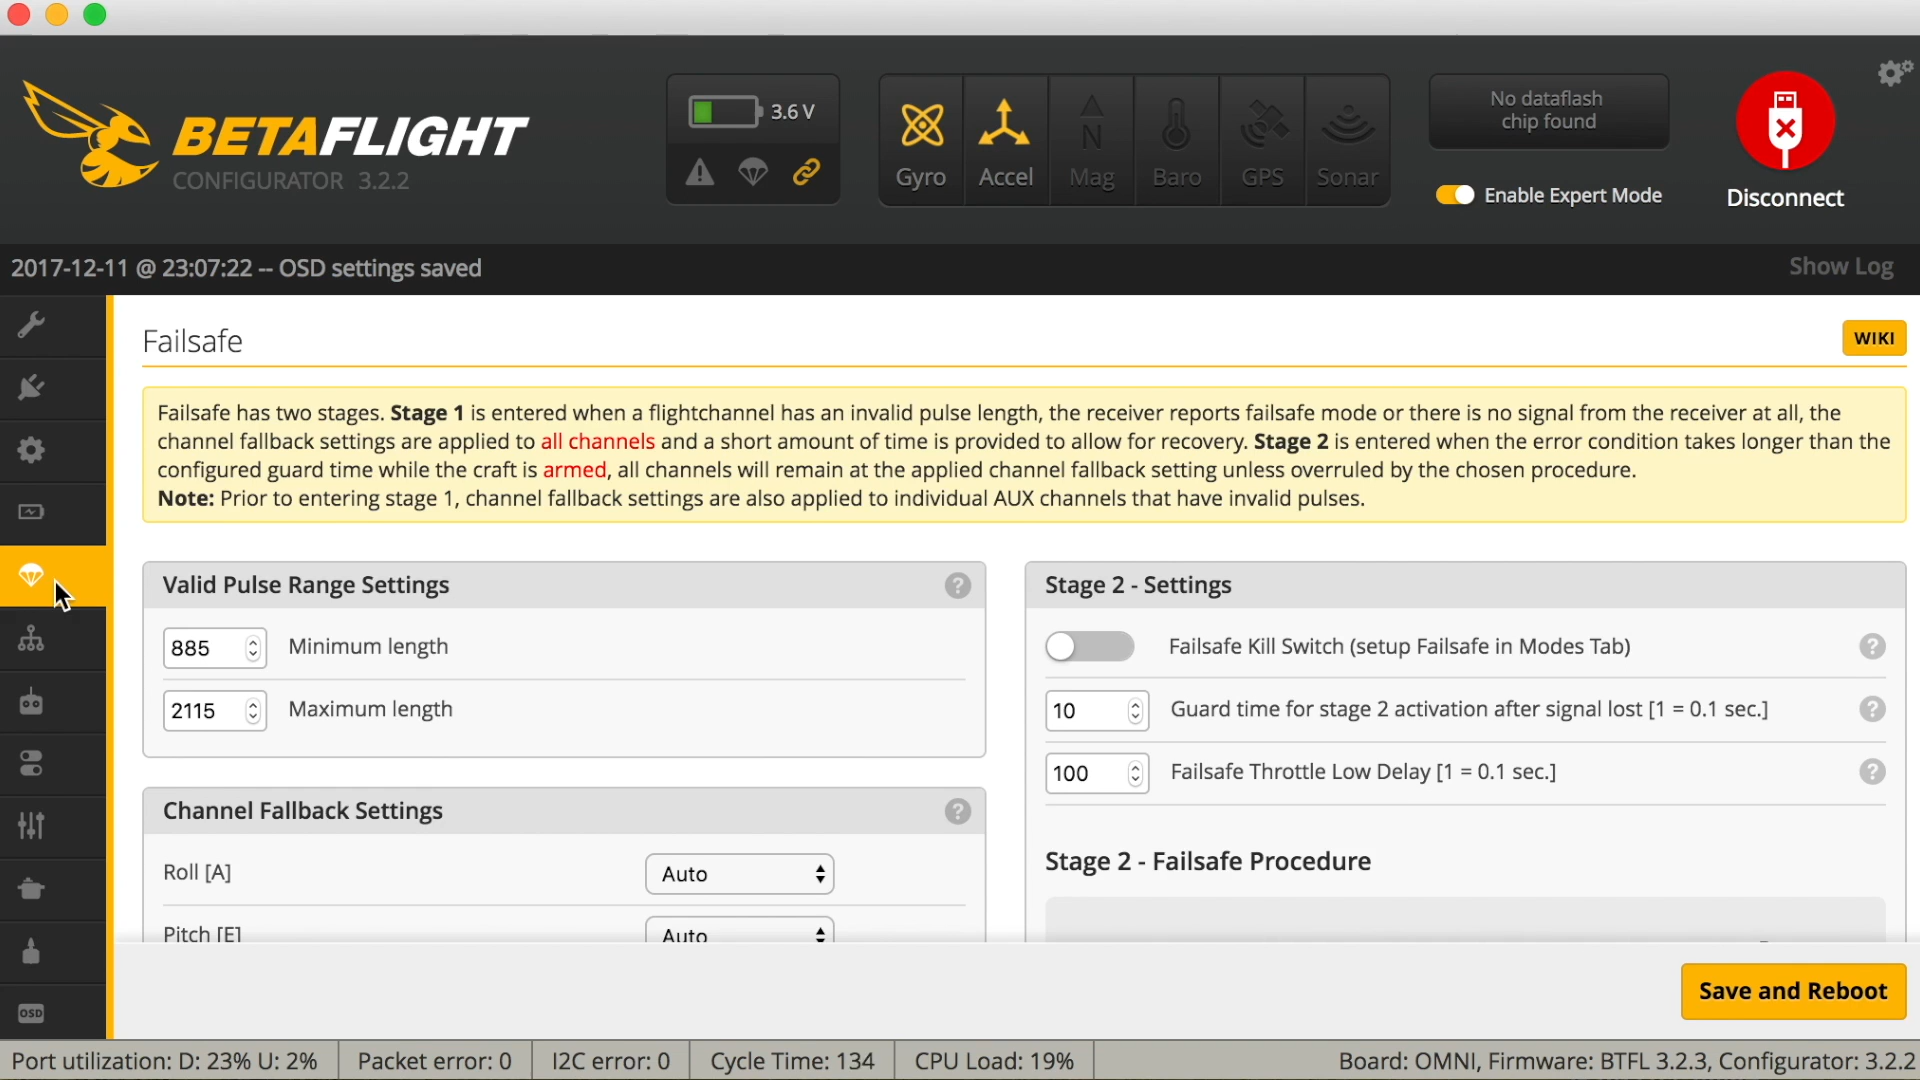 BETAFLIGHT
CONFIGURATOR 3.2.2
3.6 V
Gyro
Accel
N
Mag
Baro
GPS
Sonar
No dataflash
chip found
Enable Expert Mode
Disconnect
2017-12-11 @ 23:07:22 -- OSD settings saved
Show Log
Failsafe
WIKI
Failsafe has two stages. Stage 1 is entered when a flightchannel has an invalid pulse length, the receiver reports failsafe mode or there is no signal from the receiver at all, the
channel fallback settings are applied to all channels and a short amount of time is provided to allow for recovery. Stage 2 is entered when the error condition takes longer than the
configured guard time while the craft is armed, all channels will remain at the applied channel fallback setting unless overruled by the chosen procedure.
Note: Prior to entering stage 1, channel fallback settings are also applied to individual AUX channels that have invalid pulses.
Valid Pulse Range Settings
?
885 Minimum length
2115 Maximum length
Channel Fallback Settings
?
Roll [A] Auto
Pitch [E] Auto
Stage 2 - Settings
Failsafe Kill Switch (setup Failsafe in Modes Tab) ?
10 Guard time for stage 2 activation after signal lost [1 = 0.1 sec.] ?
100 Failsafe Throttle Low Delay [1 = 0.1 sec.] ?
Stage 2 - Failsafe Procedure
OSD
Save and Reboot
Port utilization: D: 23% U: 2% Packet error: 0 I2C error: 0 Cycle Time: 134 CPU Load: 19% Board: OMNI, Firmware: BTFL 3.2.3, Configurator: 3.2.2